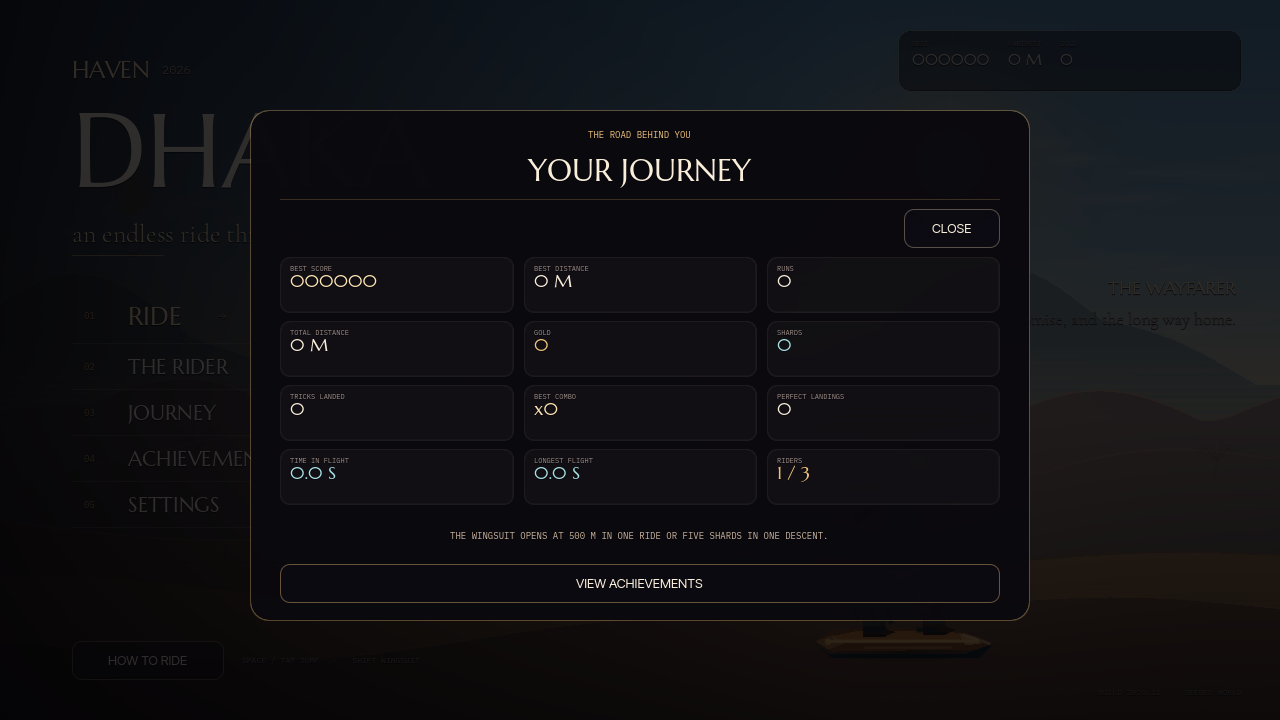 HAVEN 2026
000000 0 M 0
DHA
an endless ride
THE ROAD BEHIND YOU
YOUR JOURNEY
CLOSE
BEST SCORE
000000
BEST DISTANCE
0 M
RUNS
0
TOTAL DISTANCE
0 M
GOLD
0
SHARDS
0
TRICKS LANDED
0
BEST COMBO
x0
PERFECT LANDINGS
0
TIME IN FLIGHT
0.0 S
LONGEST FLIGHT
0.0 S
RIDERS
1 / 3
THE WINGSUIT OPENS AT 500 M IN ONE RIDE OR FIVE SHARDS IN ONE DESCENT.
VIEW ACHIEVEMENTS
01 RIDE →
02 THE RIDER
03 JOURNEY
04 ACHIEVEMEN
05 SETTINGS
THE WAYFARER
and the long way home.
HOW TO RIDE